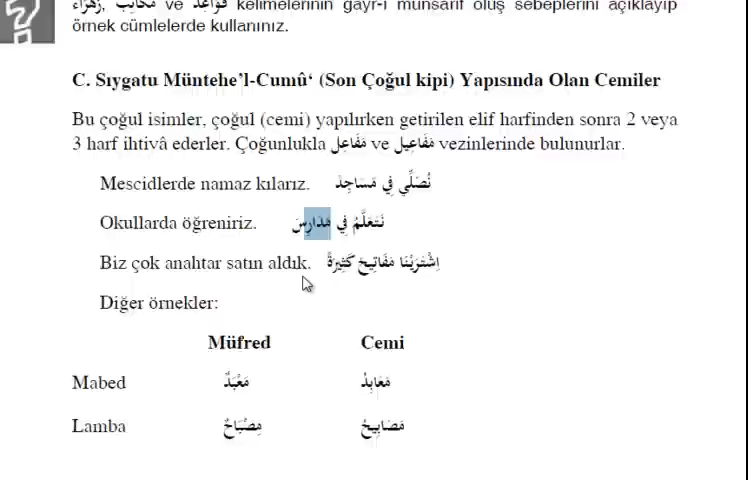 زَهْرَاءُ, مَكَاتِبُ ve قَوَاعِدُ kelimelerinin gayr-i munsarif oluş sebeplerini açıklayıp
örnek cümlelerde kullanınız.
C. Sıygatu Müntehe’l-Cumû‘ (Son Çoğul kipi) Yapısında Olan Cemiler
Bu çoğul isimler, çoğul (cemi) yapılırken getirilen elif harfinden sonra 2 veya
3 harf ihtivâ ederler. Çoğunlukla مَفَاعِل ve مَفَاعِيل vezinlerinde bulunurlar.
Mescidlerde namaz kılarız. نُصَلِّي فِي مَسَاجِدَ
Okullarda öğreniriz. نَتَعَلَّمُ فِي مَدَارِسَ
Biz çok anahtar satın aldık. اِشْتَرَيْنَا مَفَاتِيحَ كَثِيرَةً
Diğer örnekler:
Müfred Cemi
Mabed مَعْبَدٌ مَعَابِدُ
Lamba مِصْبَاحٌ مَصَابِيحُ